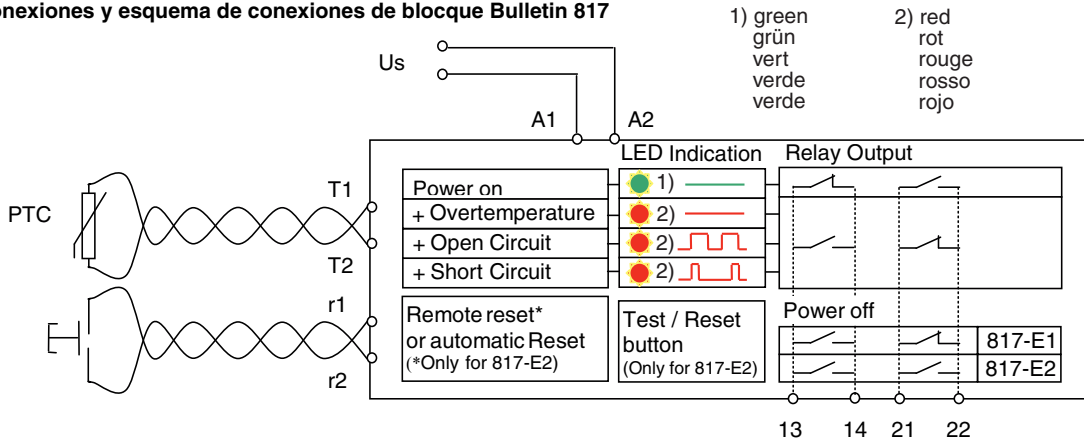 onexiones y esquema de conexiones de blocque Bulletin 817
1) green
grün
vert
verde
verde
2) red
rot
rouge
rosso
rojo
Us
A1
A2
LED Indication
Relay Output
PTC
T1
T2
r1
r2
Power on
1)
+ Overtemperature
2)
+ Open Circuit
2)
+ Short Circuit
2)
Remote reset*
or automatic Reset
(*Only for 817-E2)
Test / Reset
button
(Only for 817-E2)
Power off
817-E1
817-E2
13
14
21
22